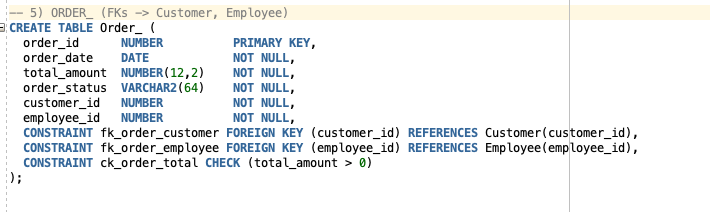 -- 5) ORDER_ (FKs -> Customer, Employee)
CREATE TABLE Order_ (
  order_id      NUMBER          PRIMARY KEY,
  order_date    DATE            NOT NULL,
  total_amount  NUMBER(12,2)    NOT NULL,
  order_status  VARCHAR2(64)    NOT NULL,
  customer_id   NUMBER          NOT NULL,
  employee_id   NUMBER          NOT NULL,
  CONSTRAINT fk_order_customer FOREIGN KEY (customer_id) REFERENCES Customer(customer_id),
  CONSTRAINT fk_order_employee FOREIGN KEY (employee_id) REFERENCES Employee(employee_id),
  CONSTRAINT ck_order_total CHECK (total_amount > 0)
);